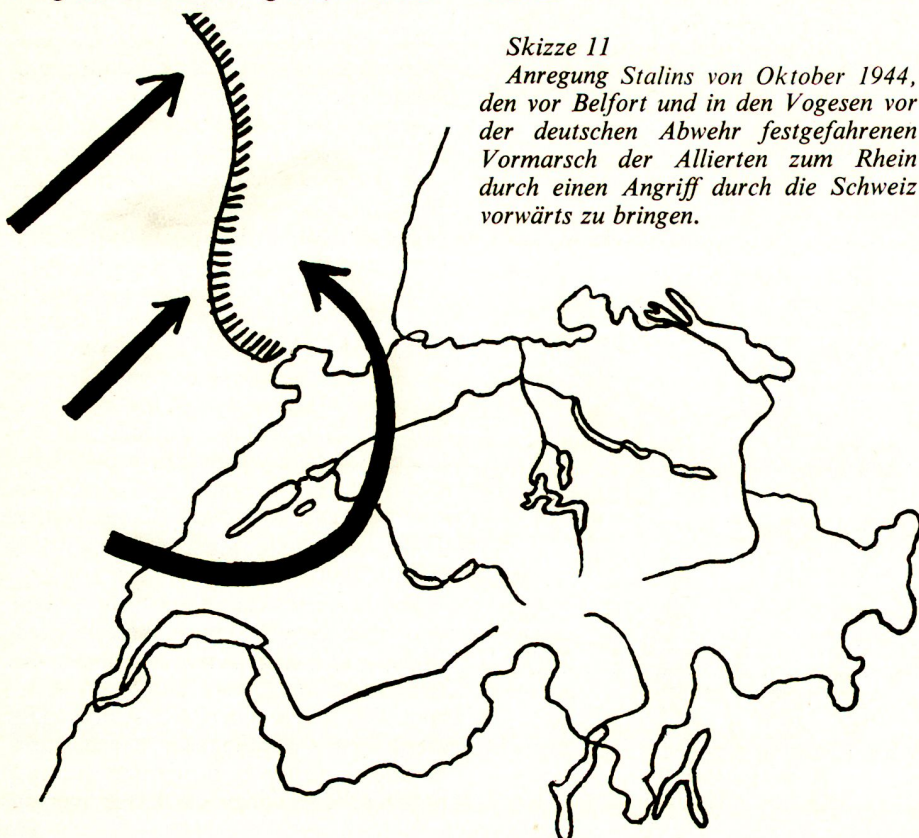 Skizze 11
Anregung Stalins von Oktober 1944,
den vor Belfort und in den Vogesen vor
der deutschen Abwehr festgefahrenen
Vormarsch der Allierten zum Rhein
durch einen Angriff durch die Schweiz
vorwärts zu bringen.